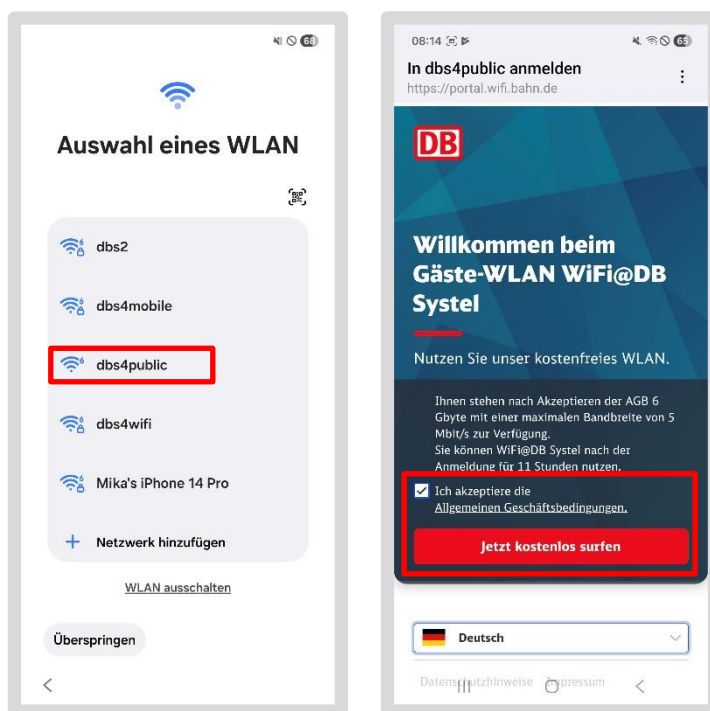 68
Auswahl eines WLAN
dbs2
dbs4mobile
dbs4public
dbs4wifi
Mika's iPhone 14 Pro
Netzwerk hinzufügen
WLAN ausschalten
Überspringen
08:14
65
In dbs4public anmelden
https://portal.wifi.bahn.de
DB
Willkommen beim
Gäste-WLAN WiFi@DB
Systel
Nutzen Sie unser kostenfreies WLAN.
Ihnen stehen nach Akzeptieren der AGB 6
Gbyte mit einer maximalen Bandbreite von 5
Mbit/s zur Verfügung.
Sie können WiFi@DB Systel nach der
Anmeldung für 11 Stunden nutzen.
Ich akzeptiere die
Allgemeinen Geschäftsbedingungen.
Jetzt kostenlos surfen
Deutsch
Datenschutzhinweise Impressum